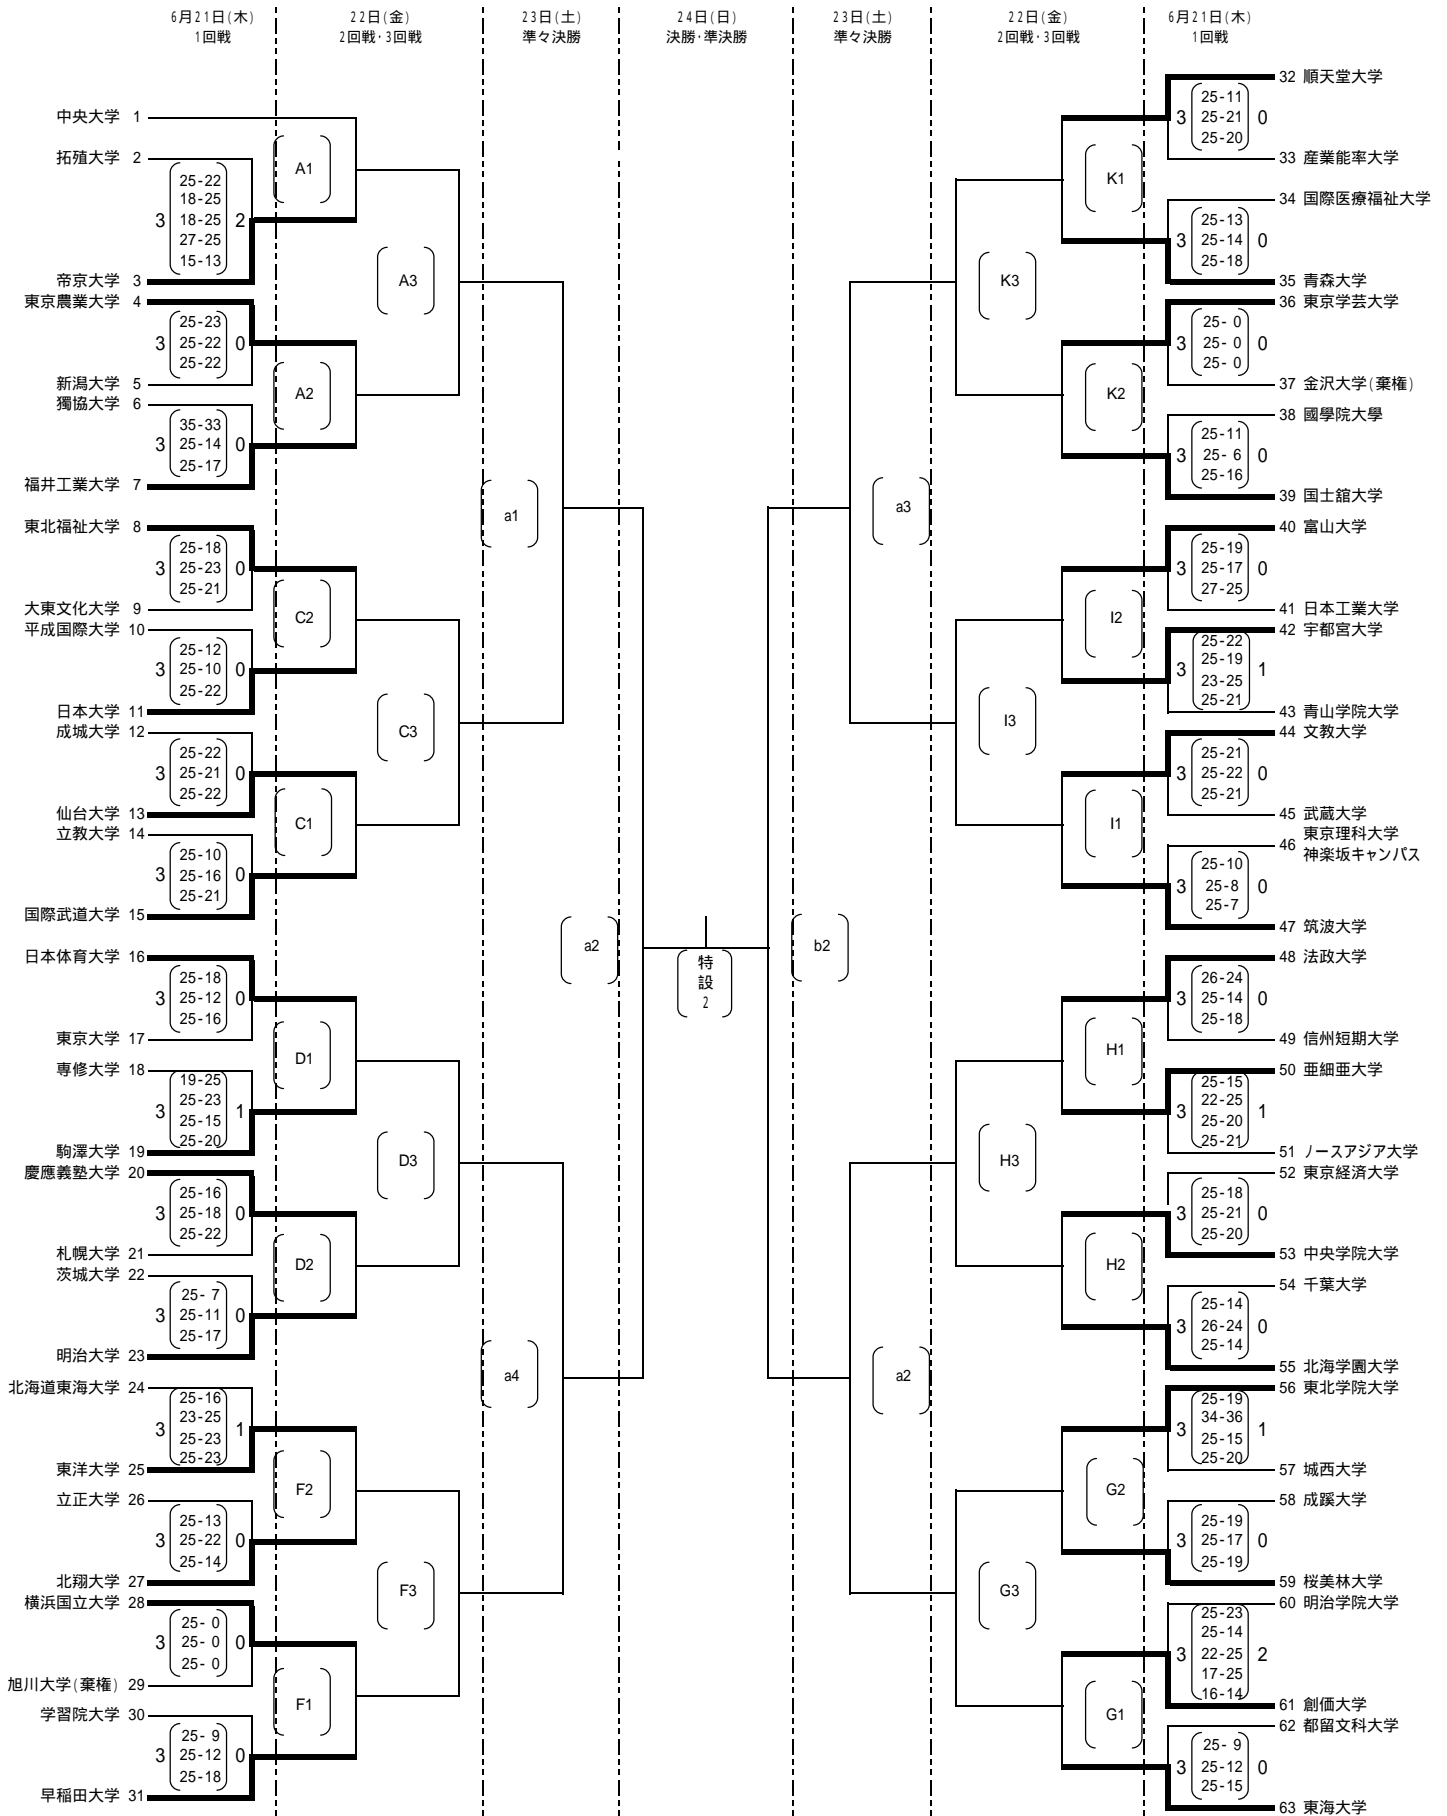 6月21日(木)
1回戦
22日(金)
2回戦・3回戦
23日(土)
準々決勝
24日(日)
決勝・準決勝
23日(土)
準々決勝
22日(金)
2回戦・3回戦
6月21日(木)
1回戦
中央大学 1
拓殖大学 2
25-22
18-25
3 18-25 2
27-25
15-13
帝京大学 3
東京農業大学 4
25-23
3 25-22 0
25-22
新潟大学 5
獨協大学 6
35-33
3 25-14 0
25-17
福井工業大学 7
東北福祉大学 8
25-18
3 25-23 0
25-21
大東文化大学 9
平成国際大学 10
25-12
3 25-10 0
25-22
日本大学 11
成城大学 12
25-22
3 25-21 0
25-22
仙台大学 13
立教大学 14
25-10
3 25-16 0
25-21
国際武道大学 15
日本体育大学 16
25-18
3 25-12 0
25-16
東京大学 17
専修大学 18
19-25
25-23
3 1
25-15
25-20
駒澤大学 19
慶應義塾大学 20
25-16
3 25-18 0
25-22
札幌大学 21
茨城大学 22
25- 7
3 25-11 0
25-17
明治大学 23
北海道東海大学 24
25-16
23-25
3 1
25-23
25-23
東洋大学 25
立正大学 26
25-13
3 25-22 0
25-14
北翔大学 27
横浜国立大学 28
25- 0
3 25- 0 0
25- 0
旭川大学(棄権) 29
学習院大学 30
25- 9
3 25-12 0
25-18
早稲田大学 31
A1
A2
C2
C1
D1
D2
F2
F1
A3
C3
D3
F3
a1
a4
a2
特
設
2
b2
a3
a2
K3
I3
H3
G3
K1
K2
I2
I1
H1
H2
G2
G1
32 順天堂大学
25-11
3 25-21 0
25-20
33 産業能率大学
34 国際医療福祉大学
25-13
3 25-14 0
25-18
35 青森大学
36 東京学芸大学
25- 0
3 25- 0 0
25- 0
37 金沢大学(棄権)
38 國學院大學
25-11
3 25- 6 0
25-16
39 国士舘大学
40 富山大学
25-19
3 25-17 0
27-25
41 日本工業大学
42 宇都宮大学
25-22
25-19
3 1
23-25
25-21
43 青山学院大学
44 文教大学
25-21
3 25-22 0
25-21
45 武蔵大学
46 東京理科大学
神楽坂キャンパス
25-10
3 25-8 0
25-7
47 筑波大学
48 法政大学
26-24
3 25-14 0
25-18
49 信州短期大学
50 亜細亜大学
25-15
22-25
3 1
25-20
25-21
51 ノースアジア大学
52 東京経済大学
25-18
3 25-21 0
25-20
53 中央学院大学
54 千葉大学
25-14
3 26-24 0
25-14
55 北海学園大学
56 東北学院大学
25-19
34-36
3 1
25-15
25-20
57 城西大学
58 成蹊大学
25-19
3 25-17 0
25-19
59 桜美林大学
60 明治学院大学
25-23
25-14
3 22-25 2
17-25
16-14
61 創価大学
62 都留文科大学
25- 9
3 25-12 0
25-15
63 東海大学